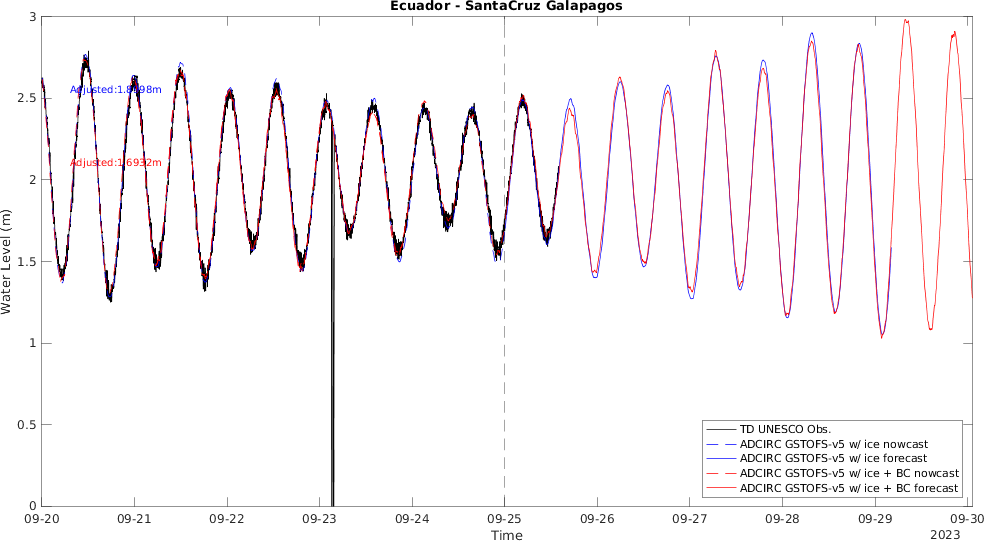 Ecuador - SantaCruz Galapagos
3
2.5
2
1.5
1
0.5
0
Water Level (m)
Adjusted:1.6932m
09-20
09-21
09-22
09-23
09-24
09-25
09-26
09-27
09-28
09-29
09-30
Time
2023
TD UNESCO Obs.
ADCIRC GSTOFS-v5 w/ ice nowcast
ADCIRC GSTOFS-v5 w/ ice forecast
ADCIRC GSTOFS-v5 w/ ice + BC nowcast
ADCIRC GSTOFS-v5 w/ ice + BC forecast